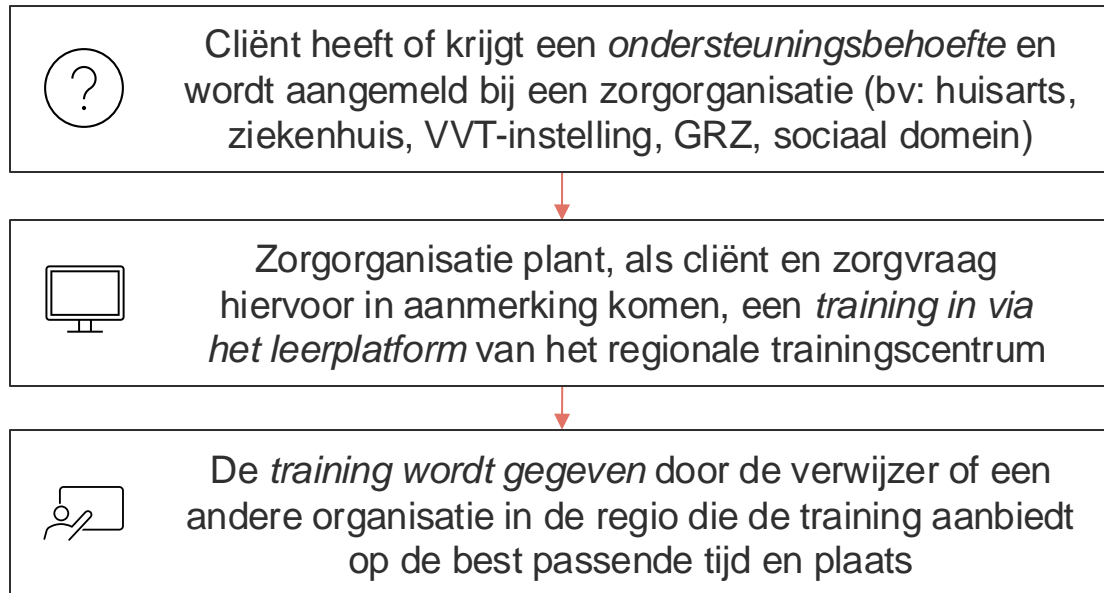 Cliënt heeft of krijgt een ondersteuningsbehoefte en
wordt aangemeld bij een zorgorganisatie (bv: huisarts,
ziekenhuis, VVT-instelling, GRZ, sociaal domein)
Zorgorganisatie plant, als cliënt en zorgvraag
hiervoor in aanmerking komen, een training in via
het leerplatform van het regionale trainingscentrum
De training wordt gegeven door de verwijzer of een
andere organisatie in de regio die de training aanbiedt
op de best passende tijd en plaats